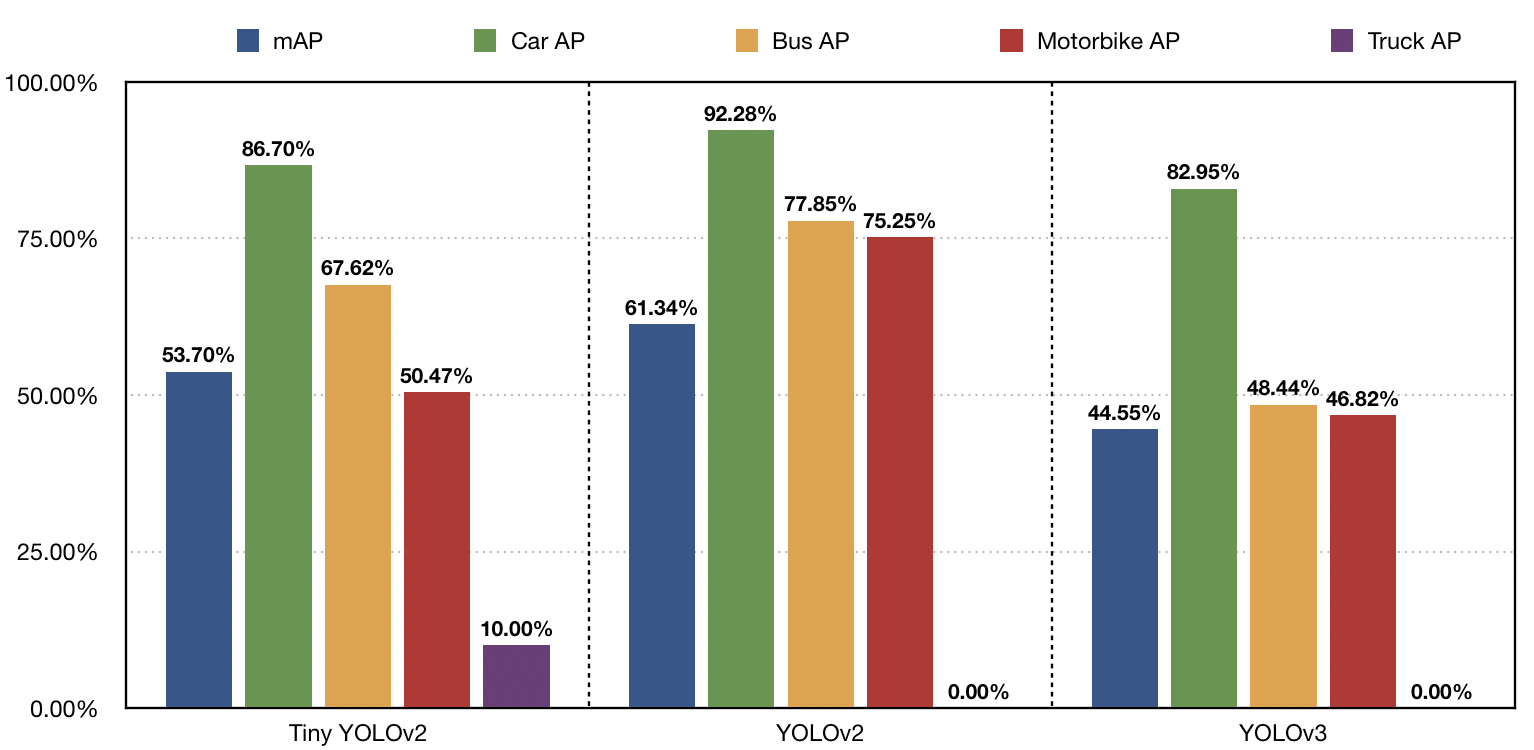 mAP Car AP Bus AP Motorbike AP Truck AP
100.00%
75.00%
50.00%
25.00%
0.00%
53.70% 86.70% 67.62% 50.47% 10.00%
61.34% 92.28% 77.85% 75.25% 0.00%
44.55% 82.95% 48.44% 46.82% 0.00%
Tiny YOLOv2 YOLOv2 YOLOv3